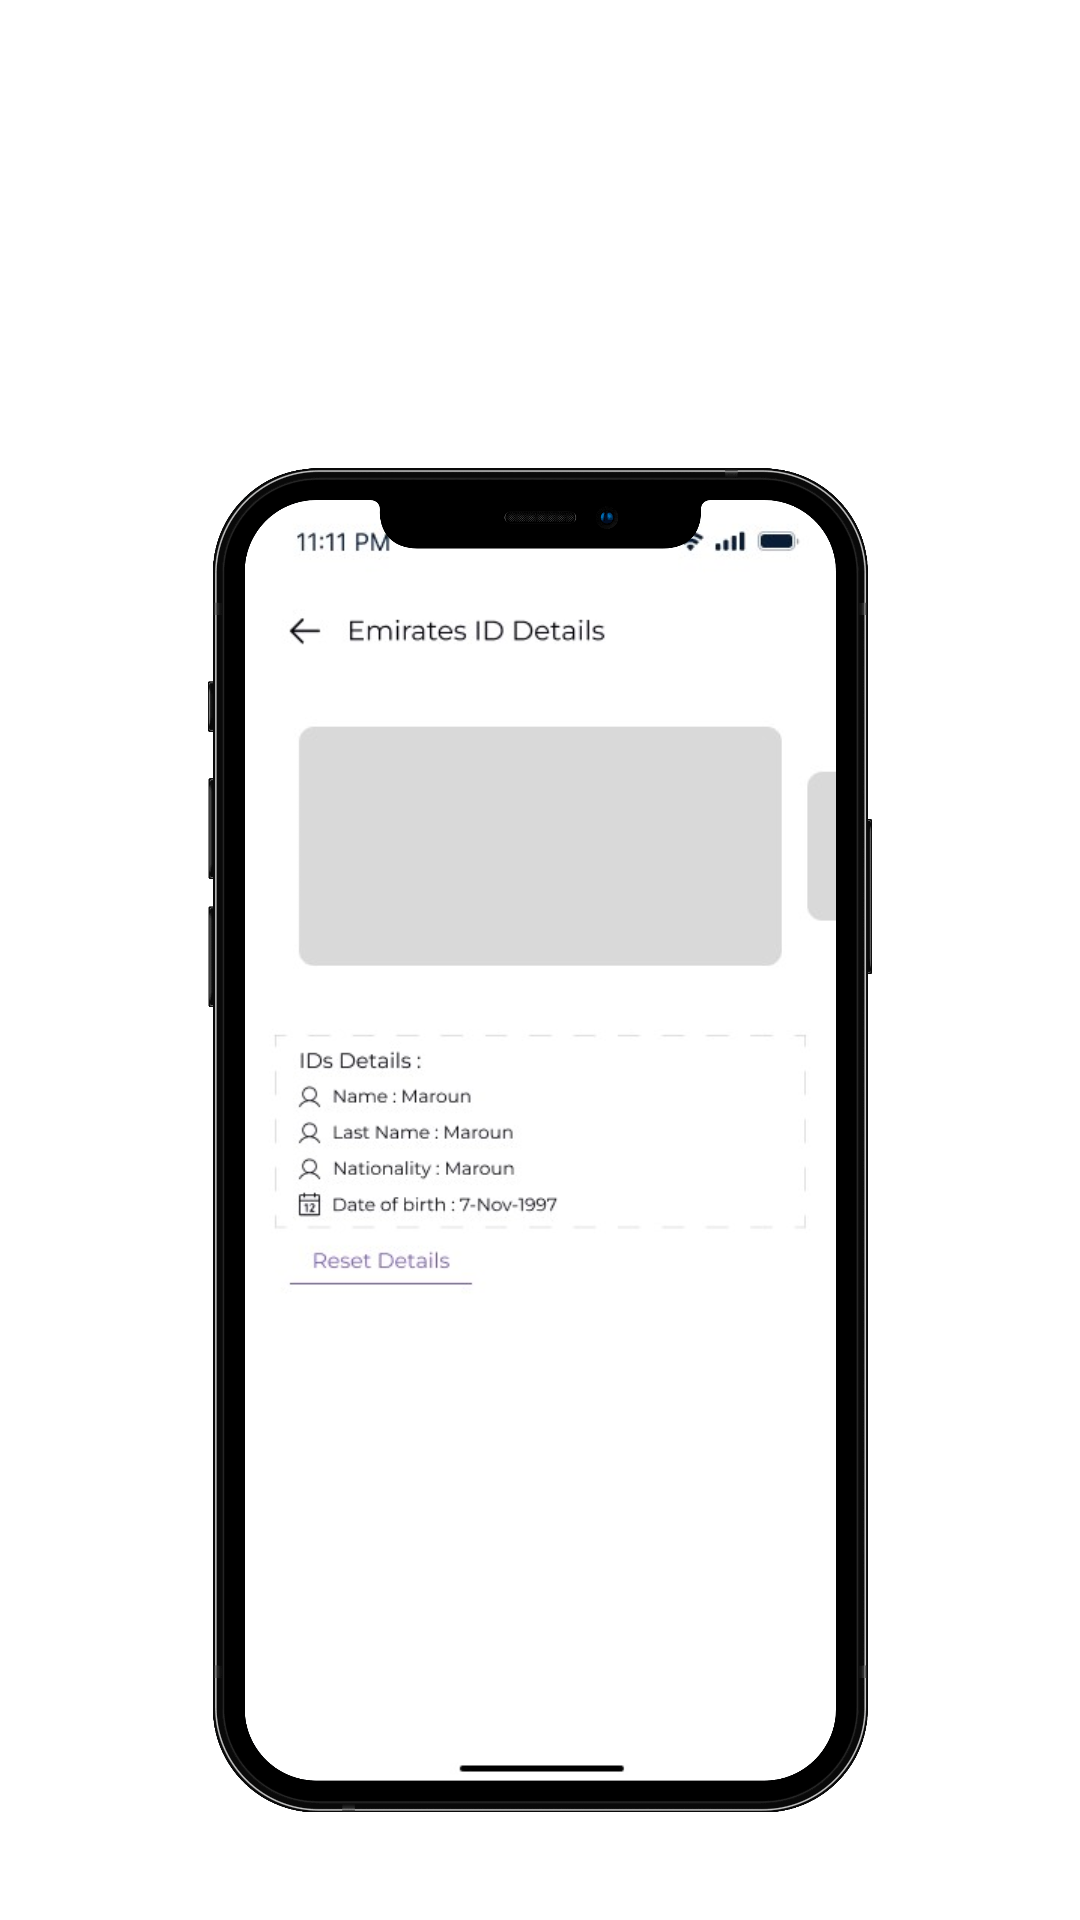 11:11 PM
Emirates ID Details
IDs Details :
Name : Maroun
Last Name : Maroun
Nationality : Maroun
12
Date of birth : 7-Nov-1997
Reset Details